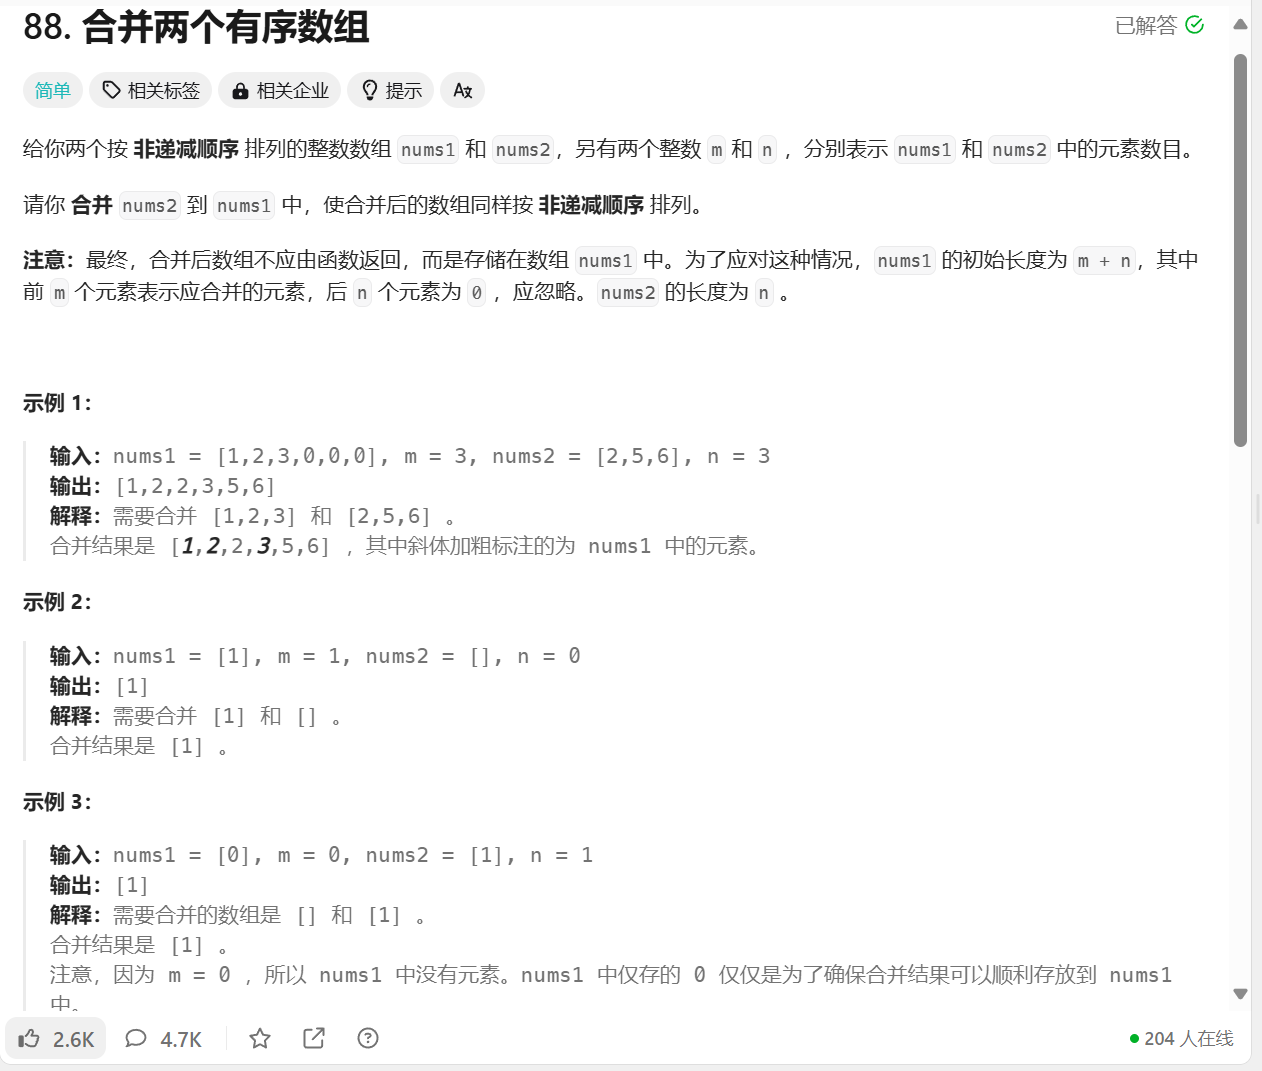 88. 合并两个有序数组
已解答
简单 相关标签 相关企业 提示
给你两个按 非递减顺序 排列的整数数组 nums1 和 nums2，另有两个整数 m 和 n ，分别表示 nums1 和 nums2 中的元素数目。
请你 合并 nums2 到 nums1 中，使合并后的数组同样按 非递减顺序 排列。
注意：最终，合并后数组不应由函数返回，而是存储在数组 nums1 中。为了应对这种情况，nums1 的初始长度为 m + n，其中
前 m 个元素表示应合并的元素，后 n 个元素为 0 ，应忽略。nums2 的长度为 n 。
示例 1：
输入：nums1 = [1,2,3,0,0,0], m = 3, nums2 = [2,5,6], n = 3
输出：[1,2,2,3,5,6]
解释：需要合并 [1,2,3] 和 [2,5,6] 。
合并结果是 [1,2,2,3,5,6] ，其中斜体加粗标注的为 nums1 中的元素。
示例 2：
输入：nums1 = [1], m = 1, nums2 = [], n = 0
输出：[1]
解释：需要合并 [1] 和 [] 。
合并结果是 [1] 。
示例 3：
输入：nums1 = [0], m = 0, nums2 = [1], n = 1
输出：[1]
解释：需要合并的数组是 [] 和 [1] 。
合并结果是 [1] 。
注意，因为 m = 0 ，所以 nums1 中没有元素。nums1 中仅存的 0 仅仅是为了确保合并结果可以顺利存放到 nums1
中。
2.6K 4.7K
204 人在线